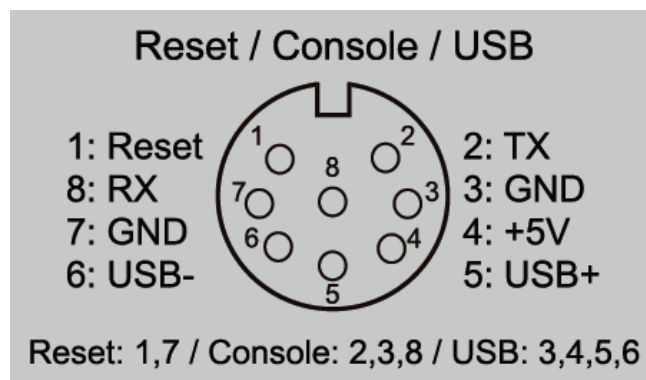 Reset / Console / USB
1: Reset 1 2 2: TX
8: RX 8 3: GND
7: GND 7 3 4: +5V
6: USB- 6 4 5: USB+
5
Reset: 1,7 / Console: 2,3,8 / USB: 3,4,5,6